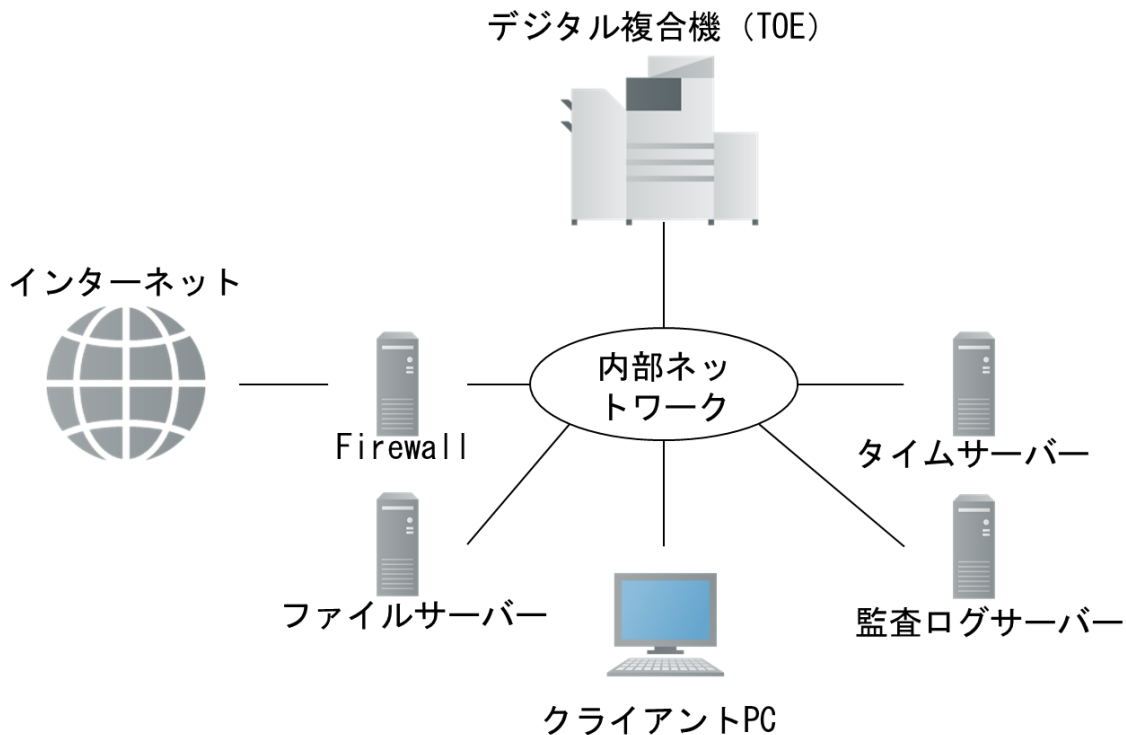 デジタル複合機（TOE）
インターネット
内部ネッ
トワーク
Firewall
タイムサーバー
ファイルサーバー
監査ログサーバー
クライアントPC